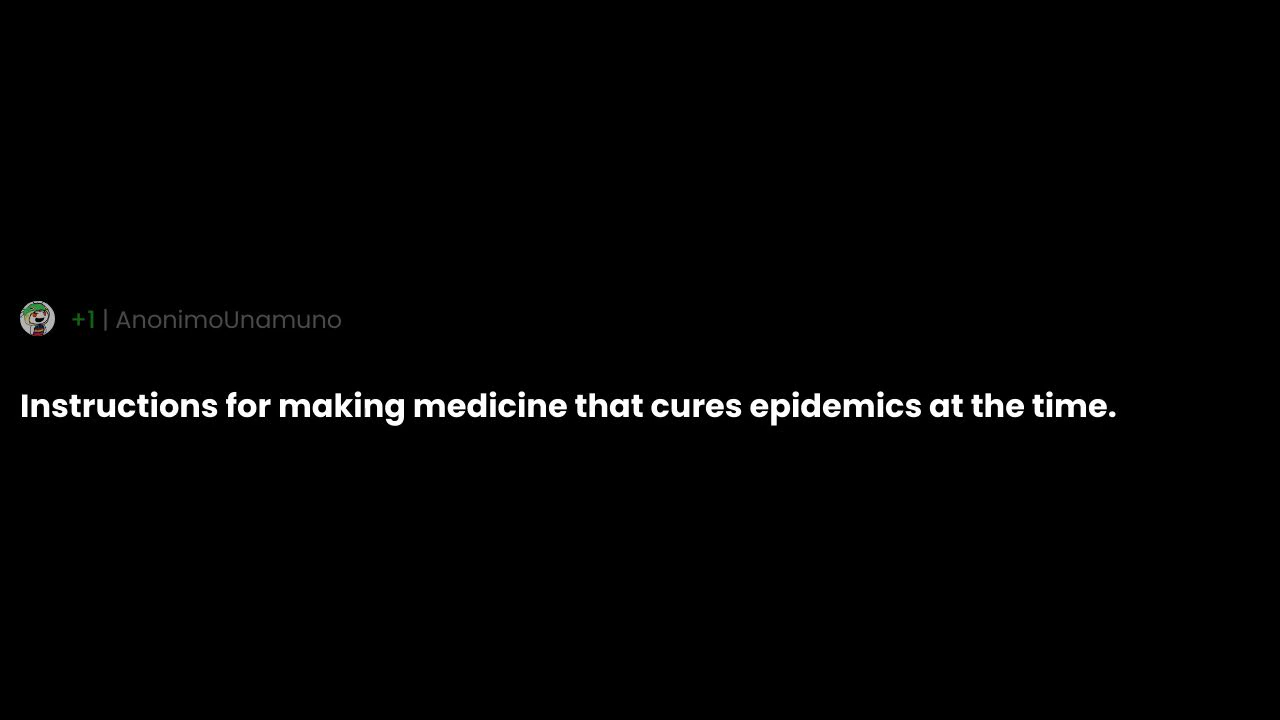 +1 | AnonimoUnamuno
Instructions for making medicine that cures epidemics at the time.